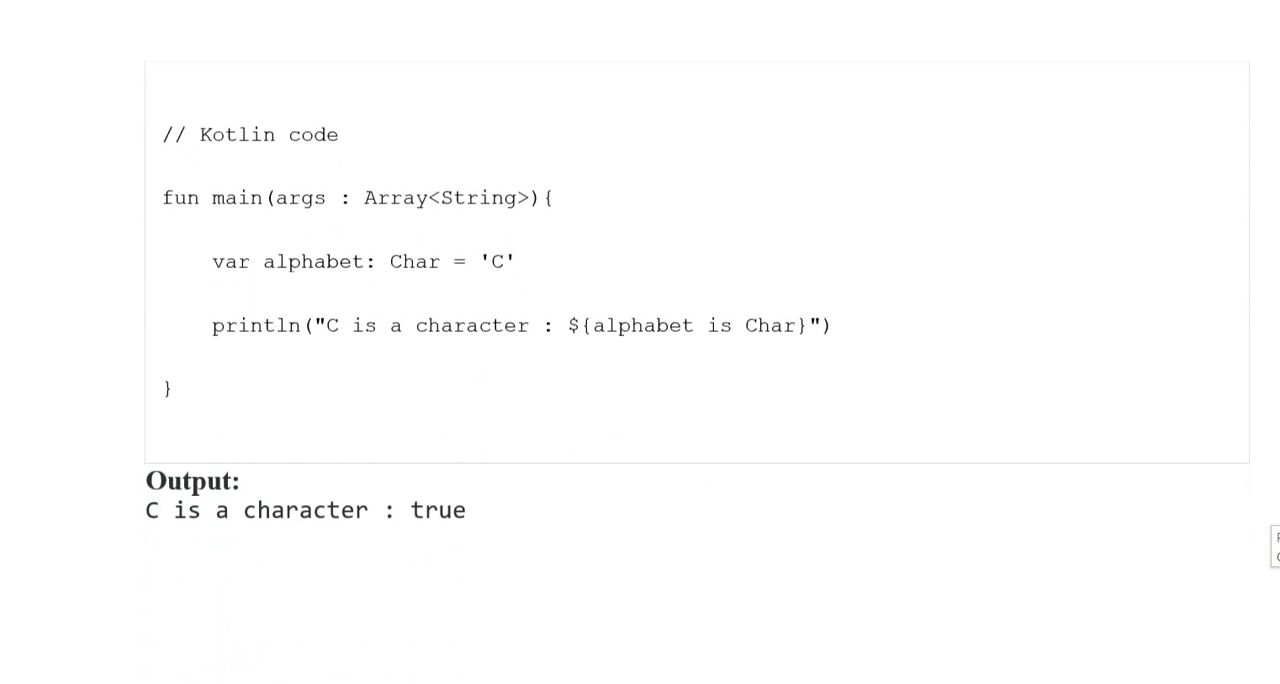 // Kotlin code
fun main(args : Array<String>){
    var alphabet: Char = 'C'
    println("C is a character : ${alphabet is Char}")
}
Output:
C is a character : true